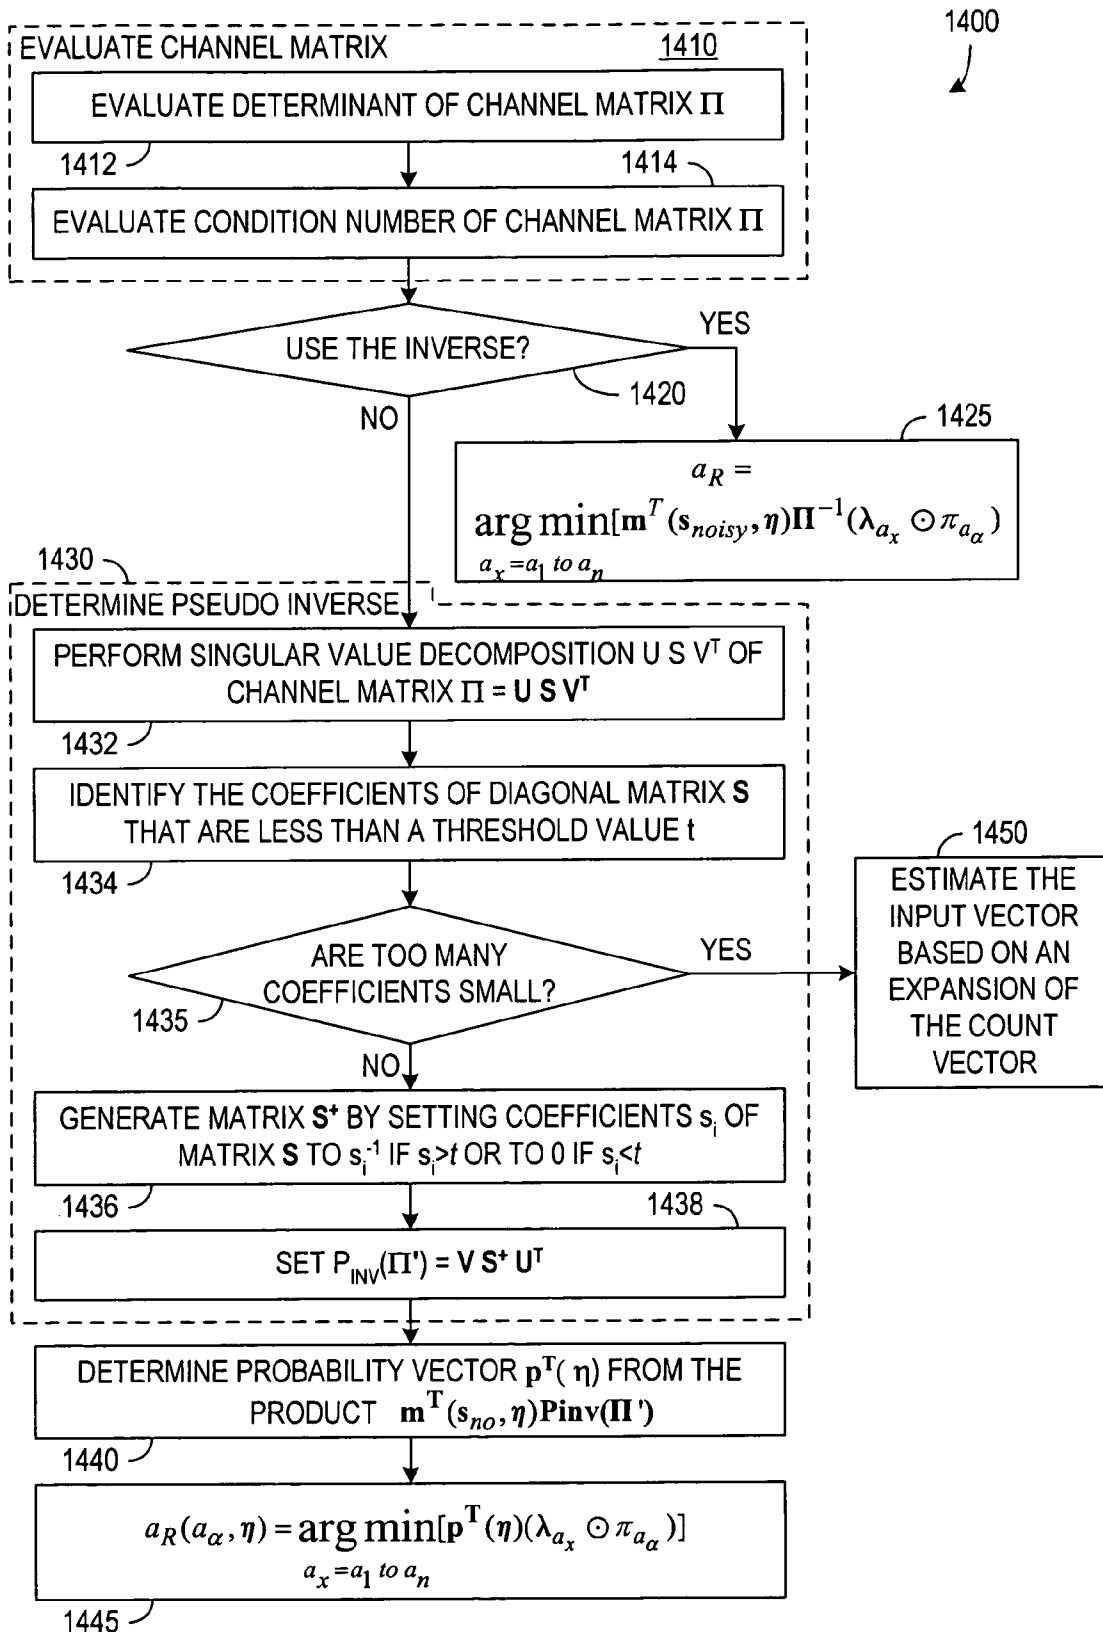 1400
EVALUATE CHANNEL MATRIX 1410
EVALUATE DETERMINANT OF CHANNEL MATRIX Π
1412
1414
EVALUATE CONDITION NUMBER OF CHANNEL MATRIX Π
USE THE INVERSE?
YES
1420
NO
1425
a_R =
arg min[m^T (s_noisy, η)Π^-1(λ_a_x ⊙ π_a_α)
a_x = a_1 to a_n
1430
DETERMINE PSEUDO INVERSE
PERFORM SINGULAR VALUE DECOMPOSITION U S V^T OF
CHANNEL MATRIX Π = U S V^T
1432
IDENTIFY THE COEFFICIENTS OF DIAGONAL MATRIX S
THAT ARE LESS THAN A THRESHOLD VALUE t
1434
ARE TOO MANY
COEFFICIENTS SMALL?
YES
1435
NO
1450
ESTIMATE THE
INPUT VECTOR
BASED ON AN
EXPANSION OF
THE COUNT
VECTOR
GENERATE MATRIX S^+ BY SETTING COEFFICIENTS s_i OF
MATRIX S TO s_i^-1 IF s_i>t OR TO 0 IF s_i<t
1436
1438
SET P_INV(Π') = V S^+ U^T
DETERMINE PROBABILITY VECTOR p^T( η) FROM THE
PRODUCT m^T(s_no, η)Pinv(Π')
1440
a_R(a_α, η) = arg min[p^T(η)(λ_a_x ⊙ π_a_α)]
a_x = a_1 to a_n
1445